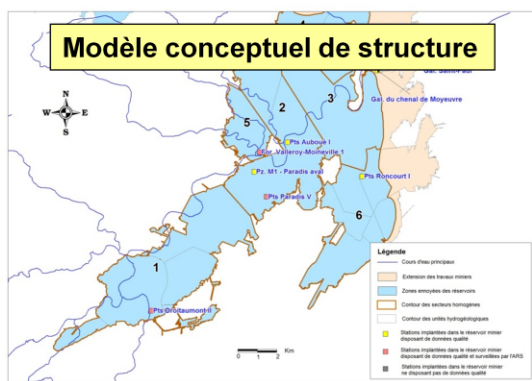 Modèle conceptuel de structure
Gal. Saint-Paul
4
3
Gal. du chenal de Moyeuvre
2
5
N
W E
S
Pts Auboué I
For. Valleroy-Moineville 1
Pz. M1 - Paradis aval
Pts Roncourt I
Pts Paradis V
6
1
Pts Droitaumont II
0 1 2
Km
Légende
Cours d'eau principaux
Extension des travaux miniers
Zones ennoyées des réservoirs
Contour des secteurs homogènes
Contour des unités hydrogéologiques
Stations implantées dans le réservoir minier
disposant de données qualité
Stations implantées dans le réservoir minier
disposant de données qualité et surveillées par l'ARS
Stations implantées dans le réservoir minier
ne disposant pas de données qualité